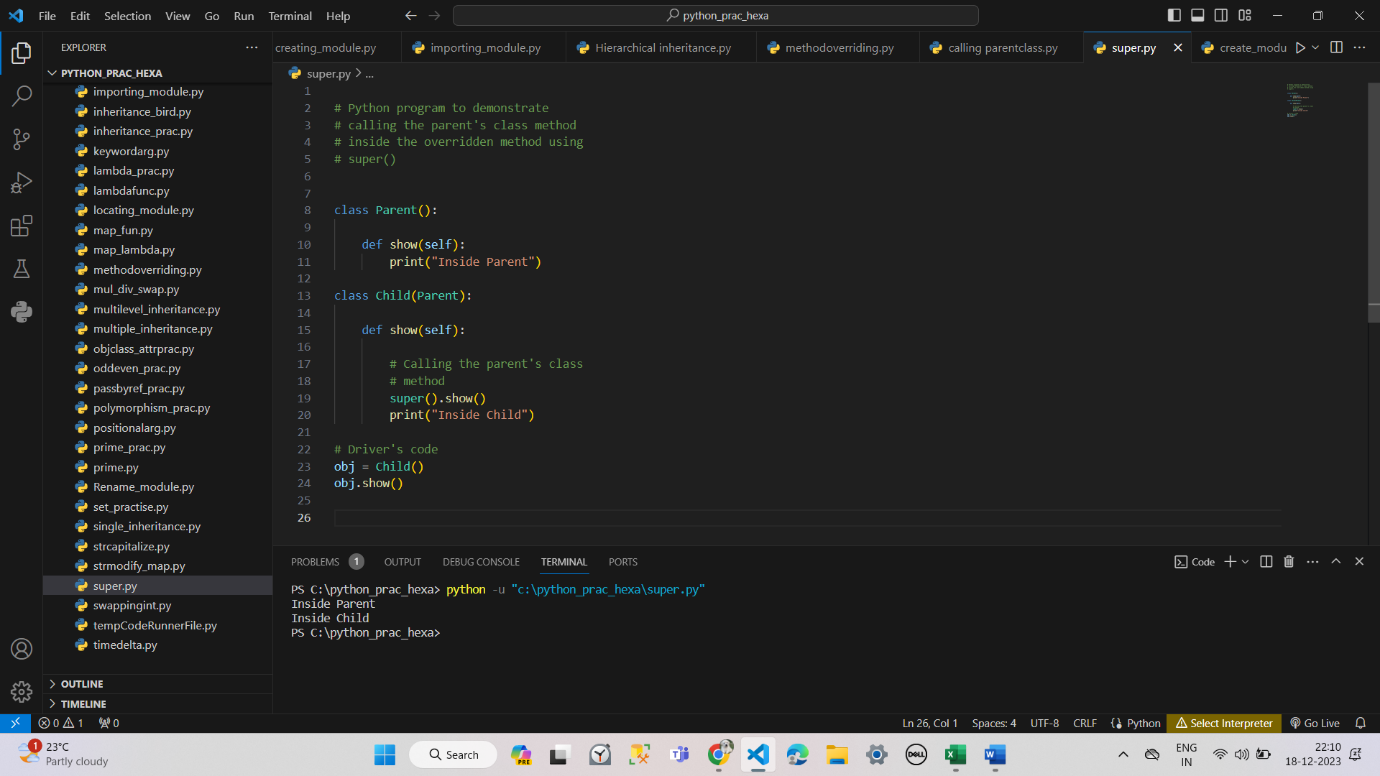 File Edit Selection View Go Run Terminal Help
python_prac_hexa
EXPLORER
PYTHON_PRAC_HEXA
importing_module.py
inheritance_bird.py
inheritance_prac.py
keywordarg.py
lambda_prac.py
lambdafunc.py
locating_module.py
map_fun.py
map_lambda.py
methodoverriding.py
mul_div_swap.py
multilevel_inheritance.py
multiple_inheritance.py
objclass_attrprac.py
oddeven_prac.py
passbyref_prac.py
polymorphism_prac.py
positionalarg.py
prime_prac.py
prime.py
Rename_module.py
set_practise.py
single_inheritance.py
strcapitalize.py
strmodify_map.py
super.py
swappingint.py
tempCodeRunnerFile.py
timedelta.py
OUTLINE
TIMELINE
creating_module.py importing_module.py Hierarchical inheritance.py methodoverriding.py calling parentclass.py super.py create_modu
super.py > ...
1
2 # Python program to demonstrate
3 # calling the parent's class method
4 # inside the overridden method using
5 # super()
6
7
8 class Parent():
9
10 def show(self):
11 print("Inside Parent")
12
13 class Child(Parent):
14
15 def show(self):
16
17 # Calling the parent's class
18 # method
19 super().show()
20 print("Inside Child")
21
22 # Driver's code
23 obj = Child()
24 obj.show()
25
26
PROBLEMS 1 OUTPUT DEBUG CONSOLE TERMINAL PORTS Code
PS C:\python_prac_hexa> python -u "c:\python_prac_hexa\super.py"
Inside Parent
Inside Child
PS C:\python_prac_hexa>
0 1 0 Ln 26, Col 1 Spaces: 4 UTF-8 CRLF Python Select Interpreter Go Live
1 23°C
Partly cloudy
Search
PRE
DELL
ENG
IN
22:10
18-12-2023